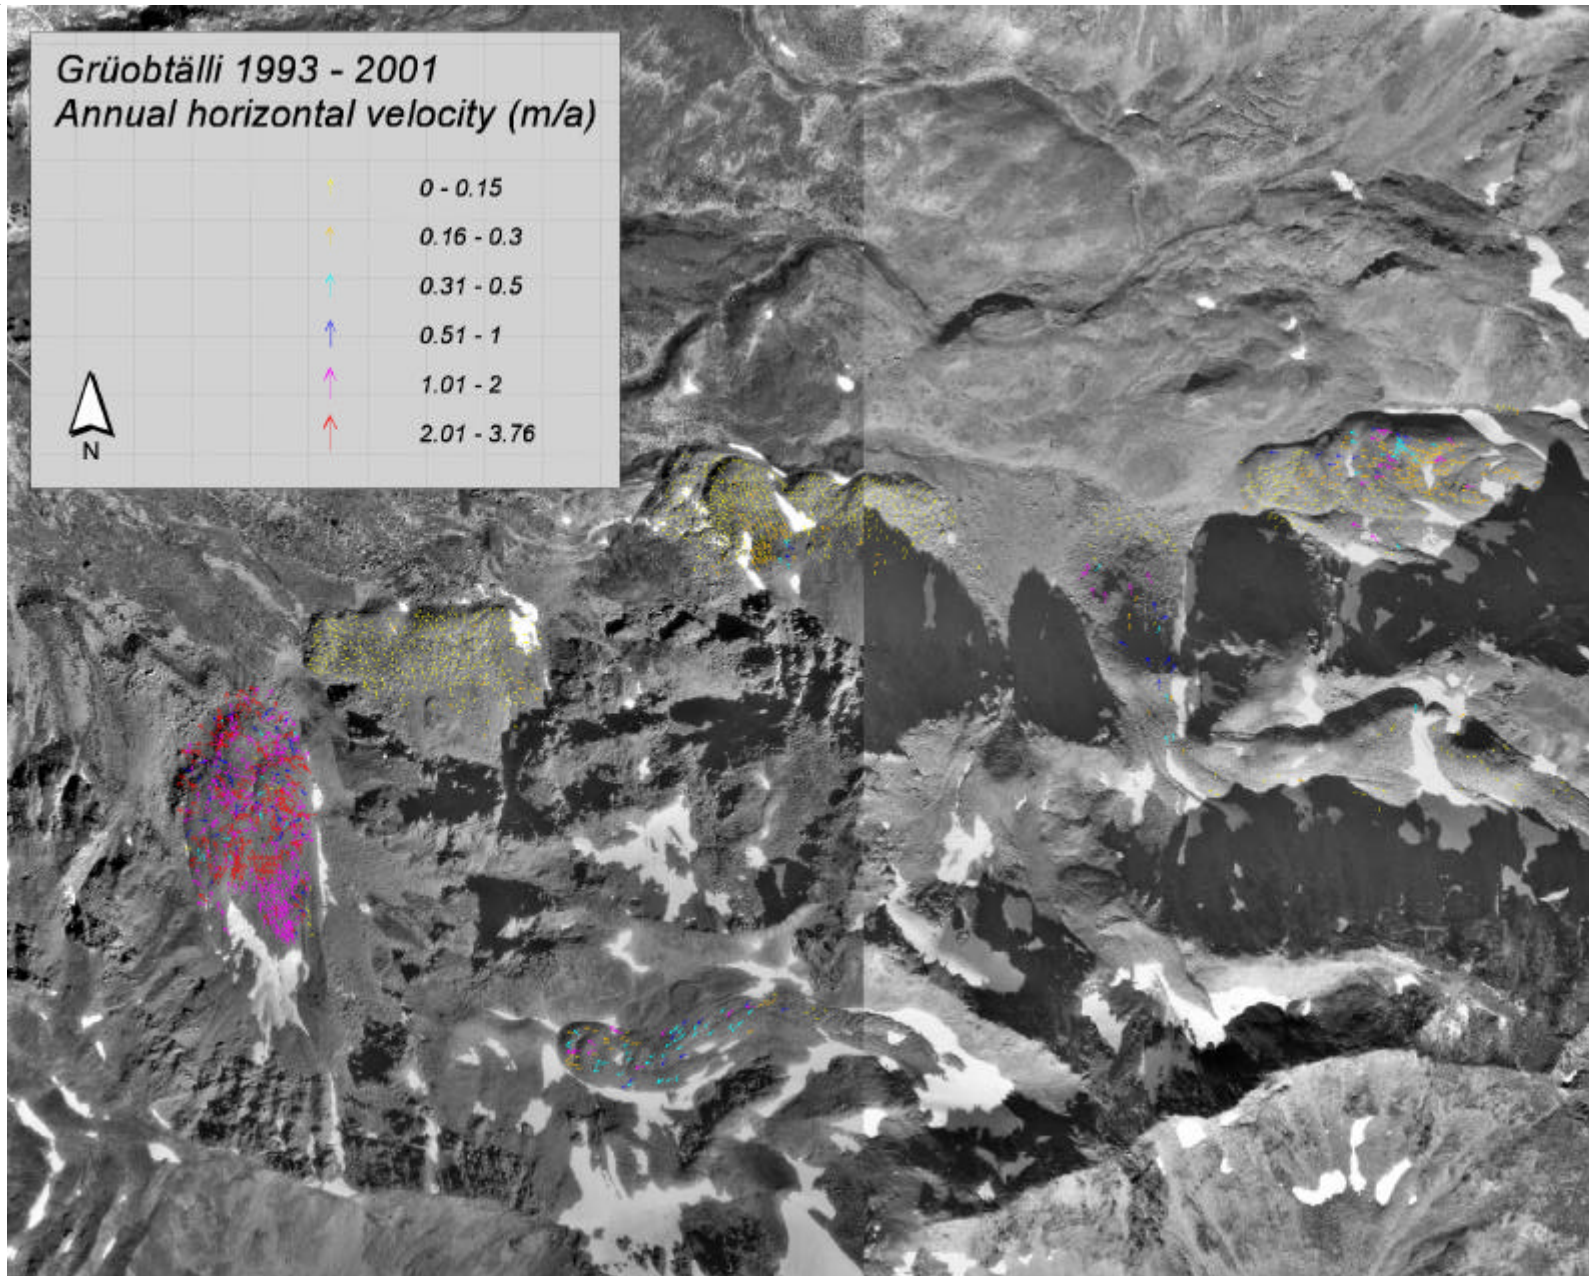 Grüobtälli 1993 - 2001
Annual horizontal velocity (m/a)
0 - 0.15
0.16 - 0.3
0.31 - 0.5
0.51 - 1
1.01 - 2
2.01 - 3.76
N